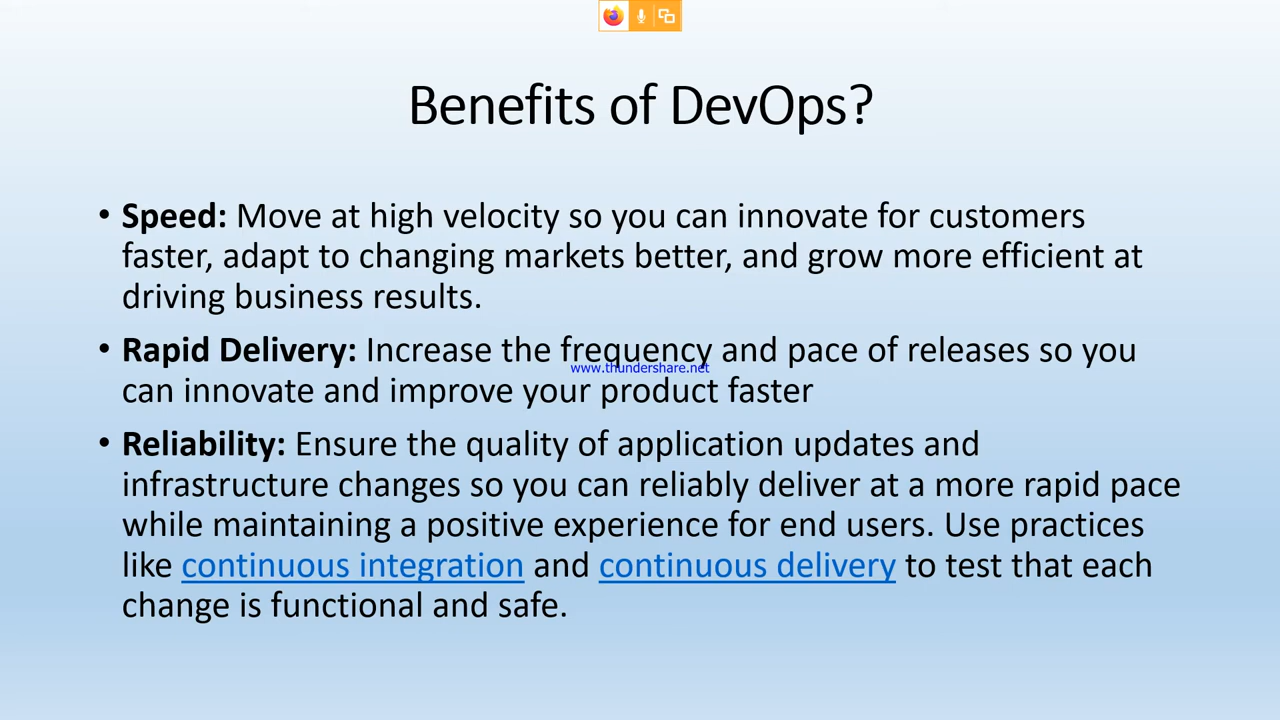 Benefits of DevOps?
• Speed: Move at high velocity so you can innovate for customers
faster, adapt to changing markets better, and grow more efficient at
driving business results.
• Rapid Delivery: Increase the frequency and pace of releases so you
www.thundershare.net
can innovate and improve your product faster
• Reliability: Ensure the quality of application updates and
infrastructure changes so you can reliably deliver at a more rapid pace
while maintaining a positive experience for end users. Use practices
like continuous integration and continuous delivery to test that each
change is functional and safe.